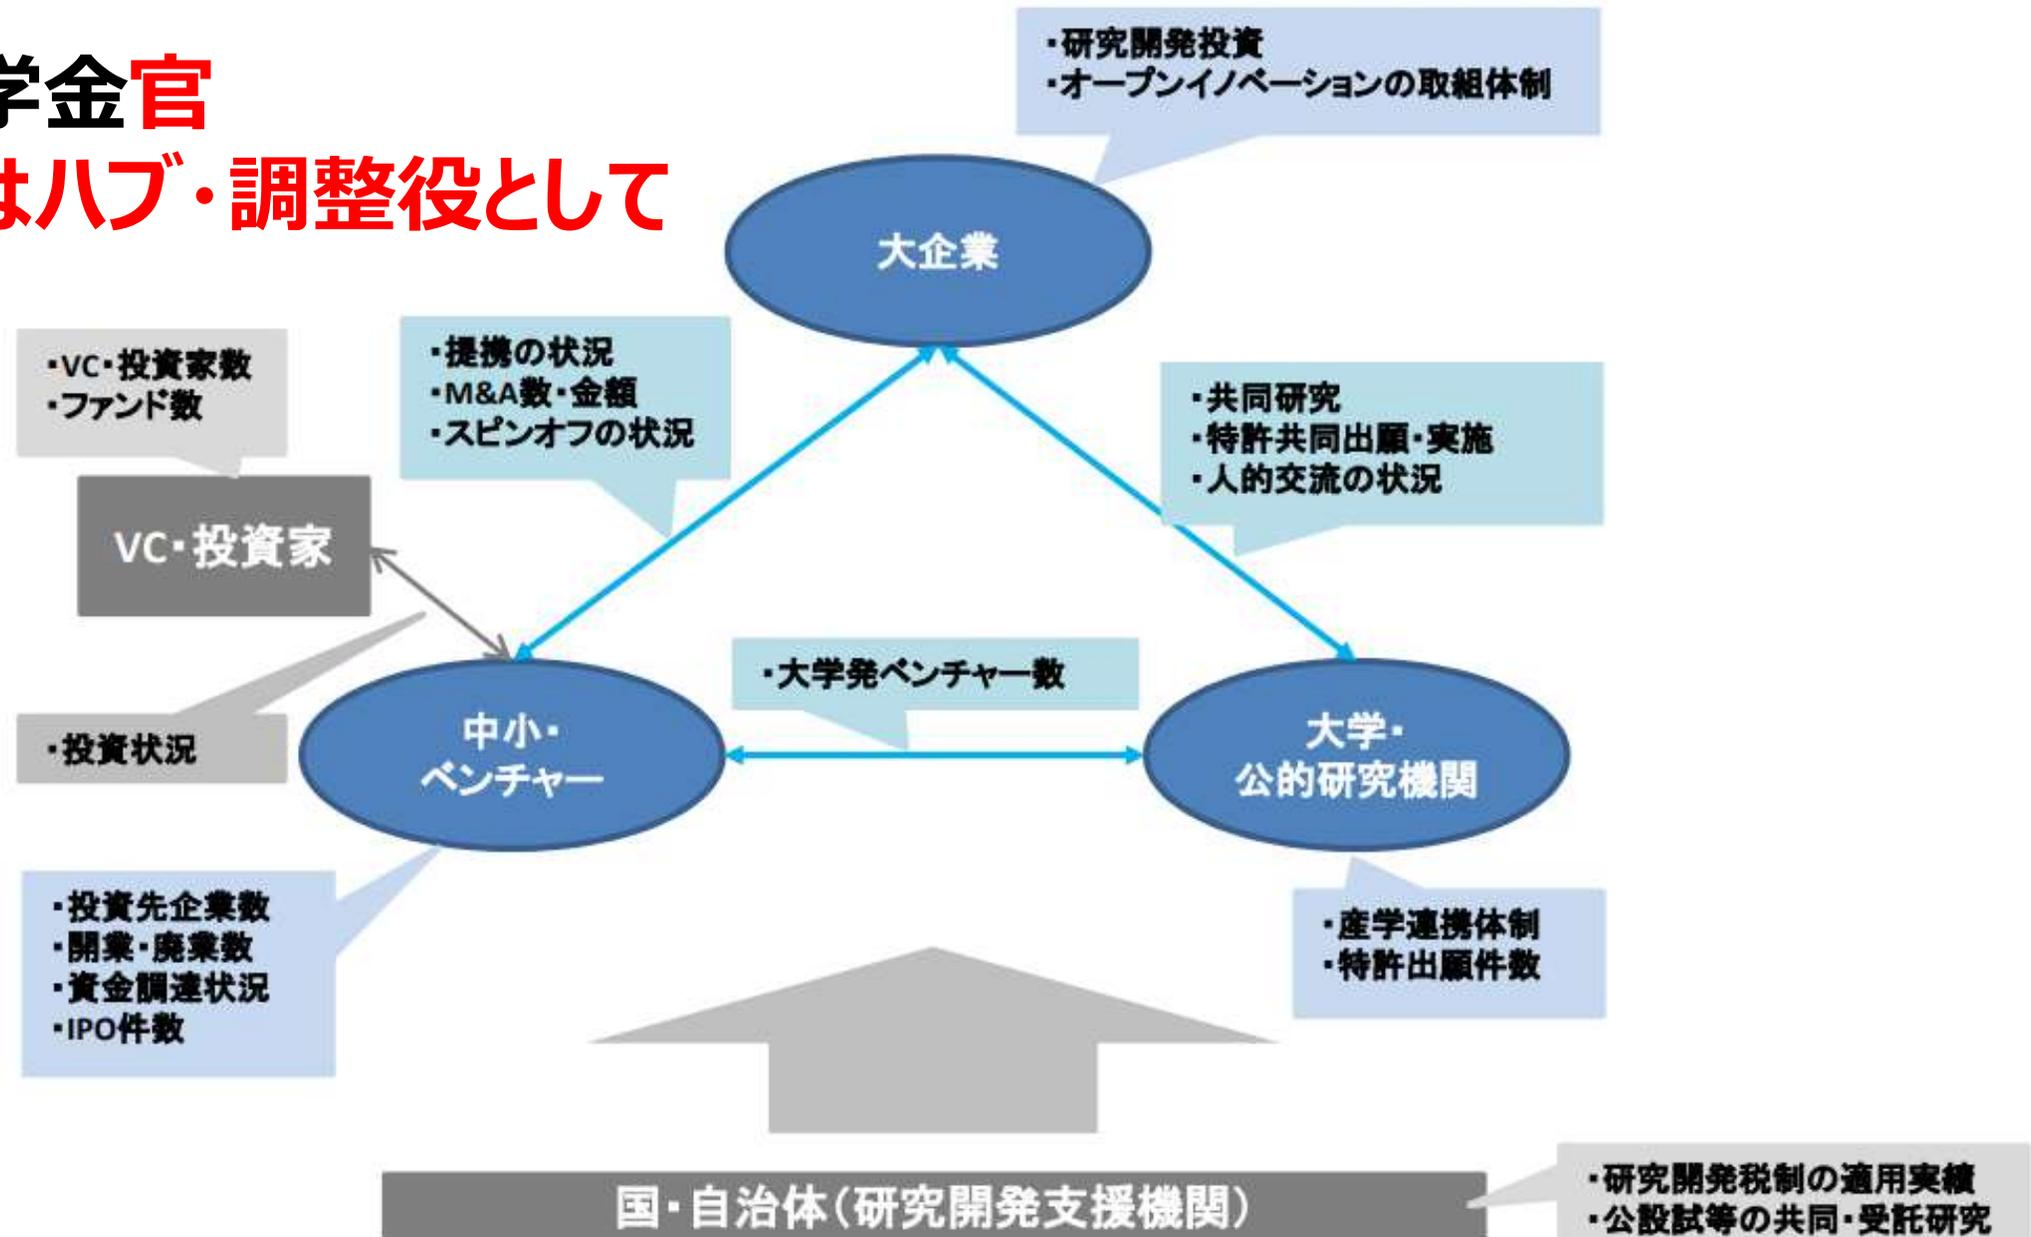 学金官
はハブ・調整役として
・研究開発投資
・オープンイノベーションの取組体制
大企業
・VC・投資家数
・ファンド数
・提携の状況
・M&A数・金額
・スピンオフの状況
・共同研究
・特許共同出願・実施
・人的交流の状況
VC・投資家
・大学発ベンチャー数
・投資状況
中小・
ベンチャー
大学・
公的研究機関
・投資先企業数
・開業・廃業数
・資金調達状況
・IPO件数
・産学連携体制
・特許出願件数
国・自治体（研究開発支援機関）
・研究開発税制の適用実績
・公設試等の共同・受託研究